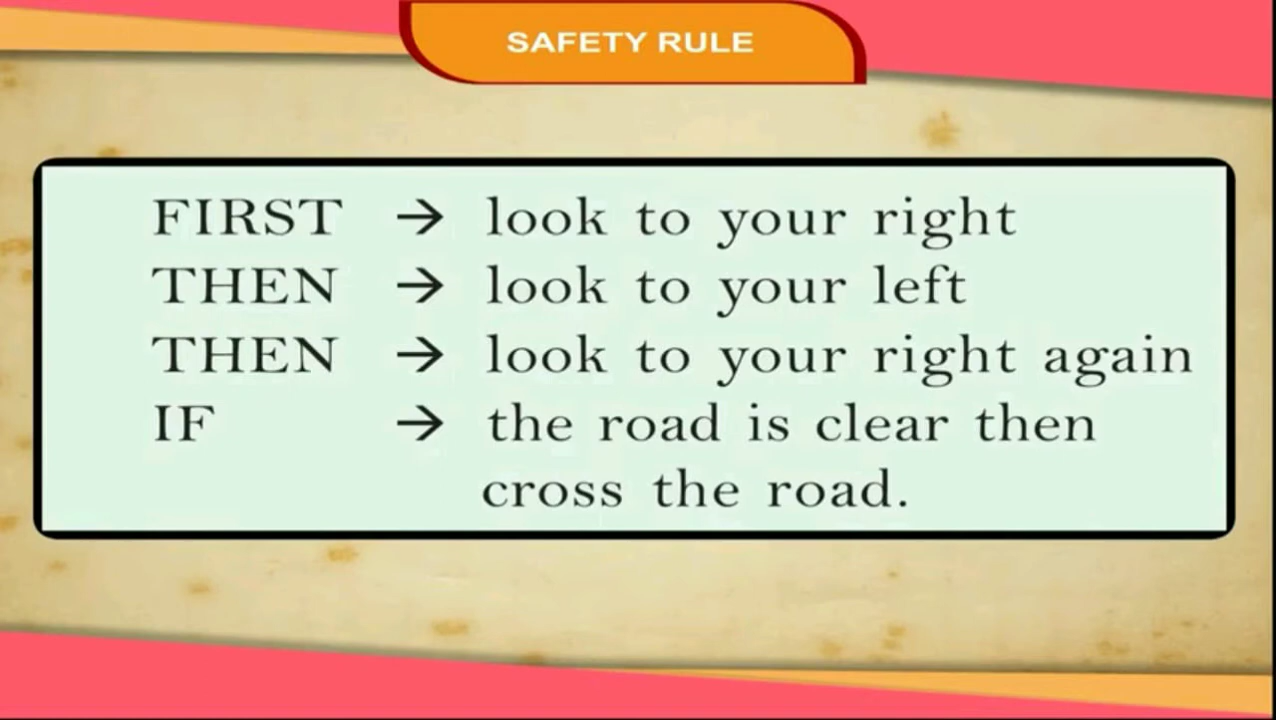 SAFETY RULE
FIRST → look to your right
THEN → look to your left
THEN → look to your right again
IF → the road is clear then
cross the road.